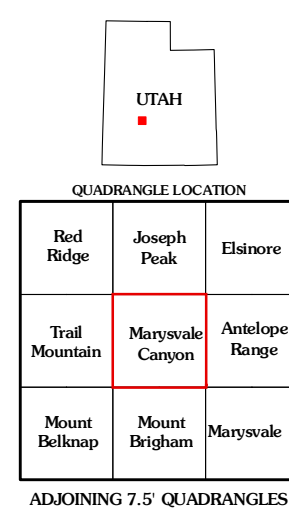 UTAH
QUADRANGLE LOCATION
Red
Ridge
Joseph
Peak
Elsinore
Trail
Mountain
Marysvale
Canyon
Antelope
Range
Mount
Belknap
Mount
Brigham
Marysvale
ADJOINING 7.5' QUADRANGLES